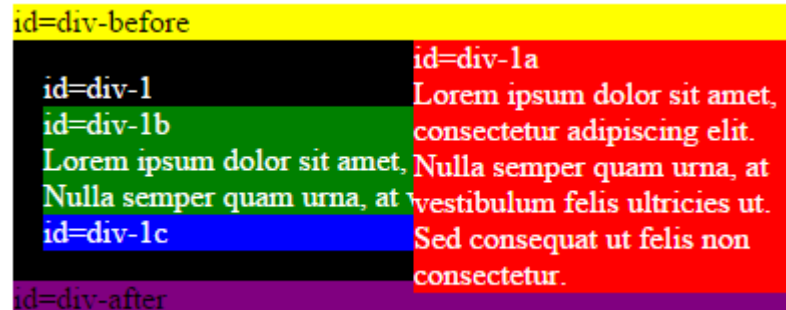 id=div-before
id=div-1
id=div-1b
Lorem ipsum dolor sit amet,
Nulla semper quam urna, at
id=div-1c
id=div-1a
Lorem ipsum dolor sit amet,
consectetur adipiscing elit.
Nulla semper quam urna, at
vestibulum felis ultricies ut.
Sed consequat ut felis non
consectetur.
id=div-after